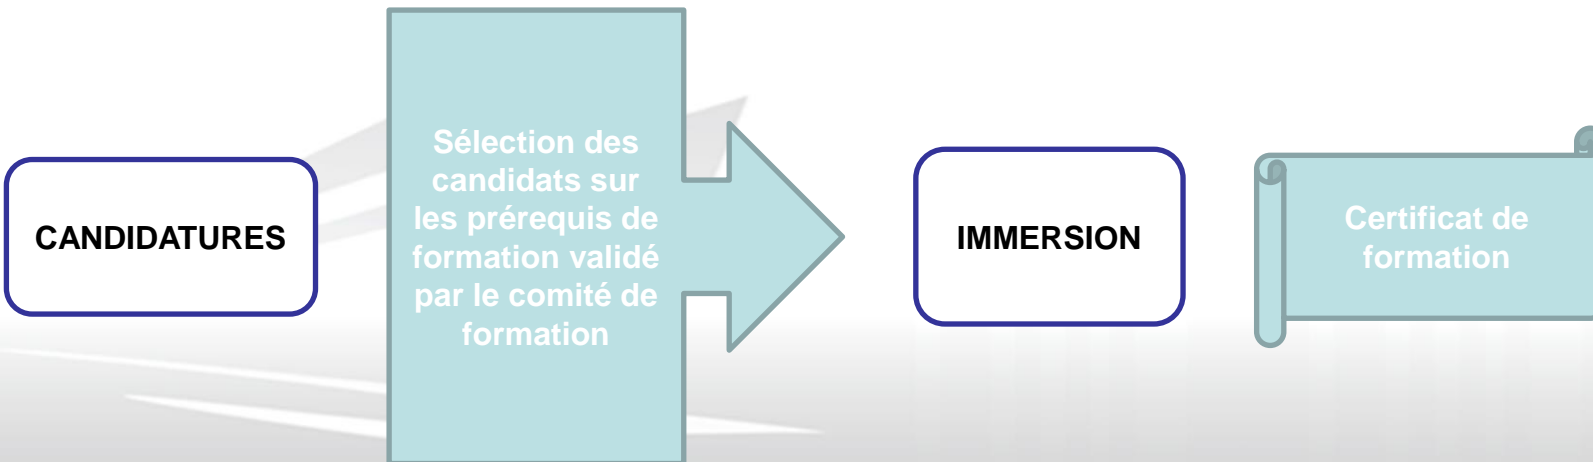 CANDIDATURES
Sélection des
candidats sur
les prérequis de
formation validé
par le comité de
formation
IMMERSION
Certificat de
formation